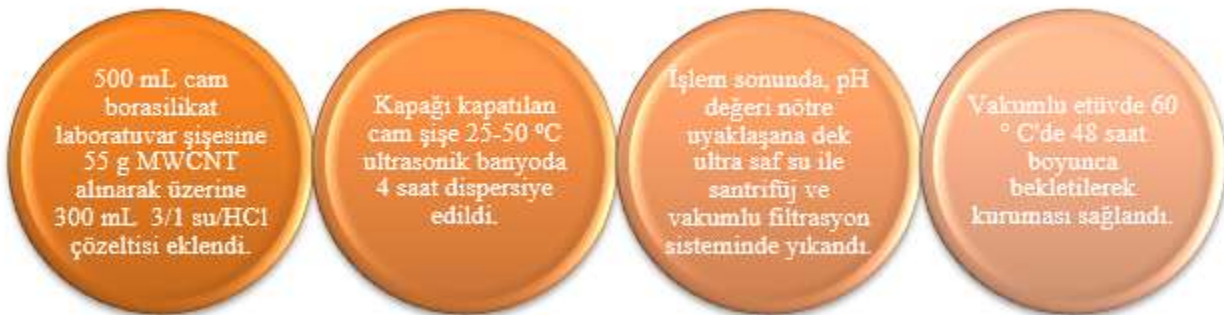 500 mL cam
borasilikat
laboratuvar şişesine
55 g MWCNT
alınarak üzerine
300 mL 3/1 su/HCl
çözeltisi eklendi.
Kapağı kapatılan
cam şişe 25-50 ⁰C
ultrasonik banyoda
4 saat dispersiye
edildi.
İşlem sonunda, pH
değeri nötre
uyaklaşana dek
ultra saf su ile
santrifüj ve
vakumlu filtrasyon
sisteminde yıkandı.
Vakumlu etüvde 60
° C'de 48 saat
boyunca
bekletilerek
kuruması sağlandı.